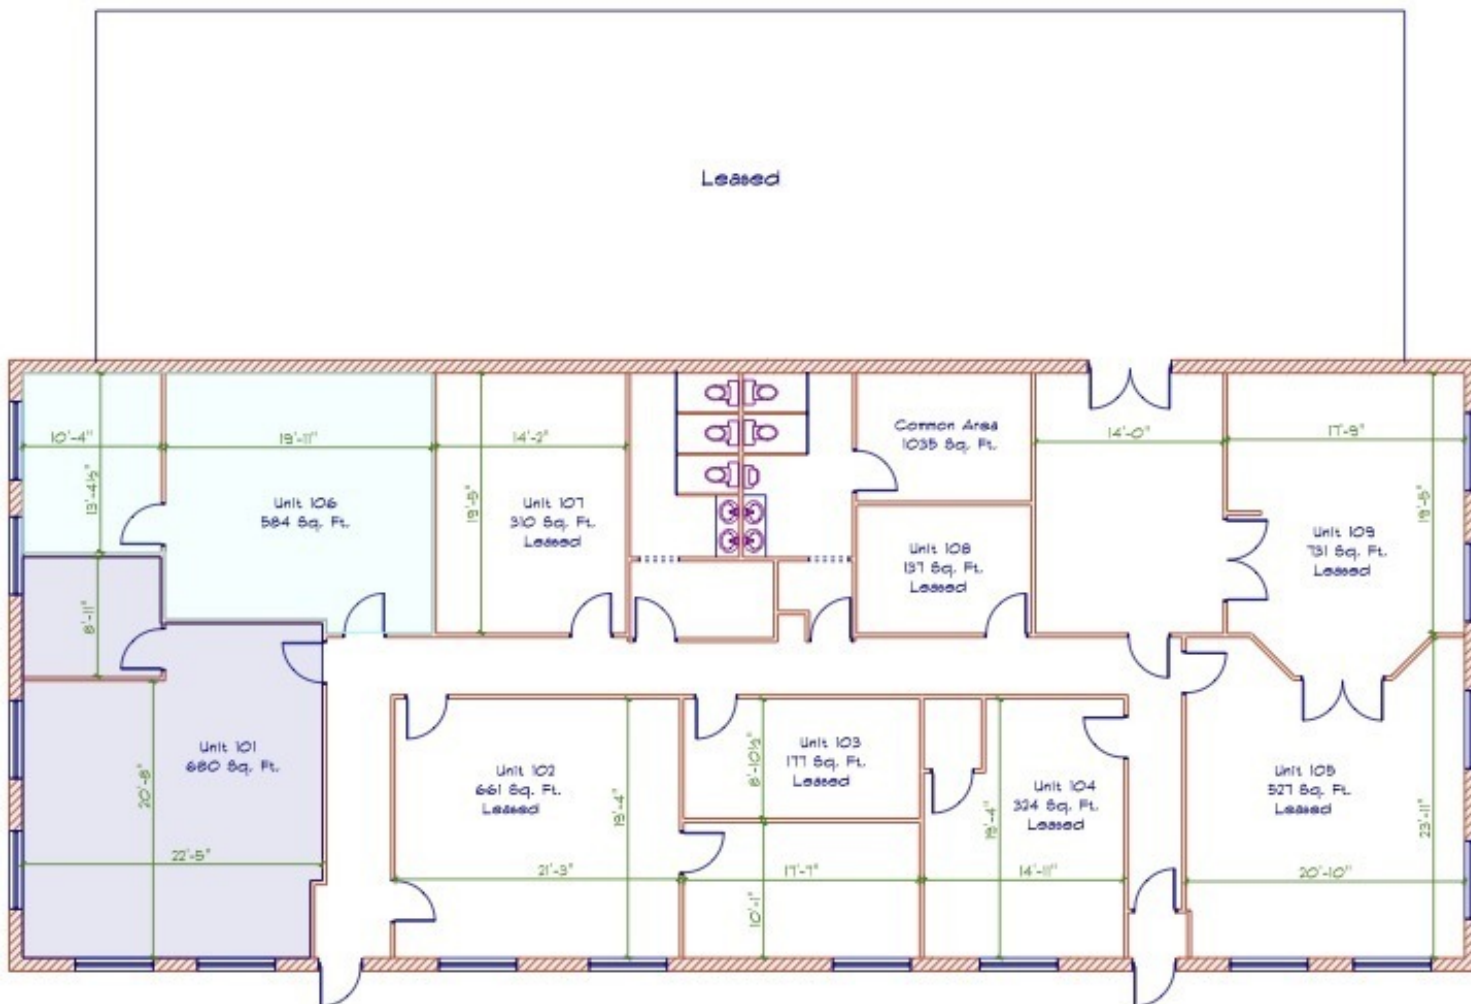 Leased
10'-4"
19'-11"
14'-2"
13'-4½"
19'-5"
Unit 106
584 Sq. Ft.
Unit 107
310 Sq. Ft.
Leased
Common Area
1035 Sq. Ft.
14'-0"
17'-9"
19'-5"
Unit 108
137 Sq. Ft.
Leased
Unit 109
731 Sq. Ft.
Leased
8'-11"
Unit 101
680 Sq. Ft.
20'-8"
22'-5"
Unit 102
661 Sq. Ft.
Leased
19'-4"
21'-3"
8'-10½"
Unit 103
177 Sq. Ft.
Leased
17'-7"
10'-1"
Unit 104
324 Sq. Ft.
Leased
19'-4"
14'-11"
Unit 105
527 Sq. Ft.
Leased
23'-11"
20'-10"